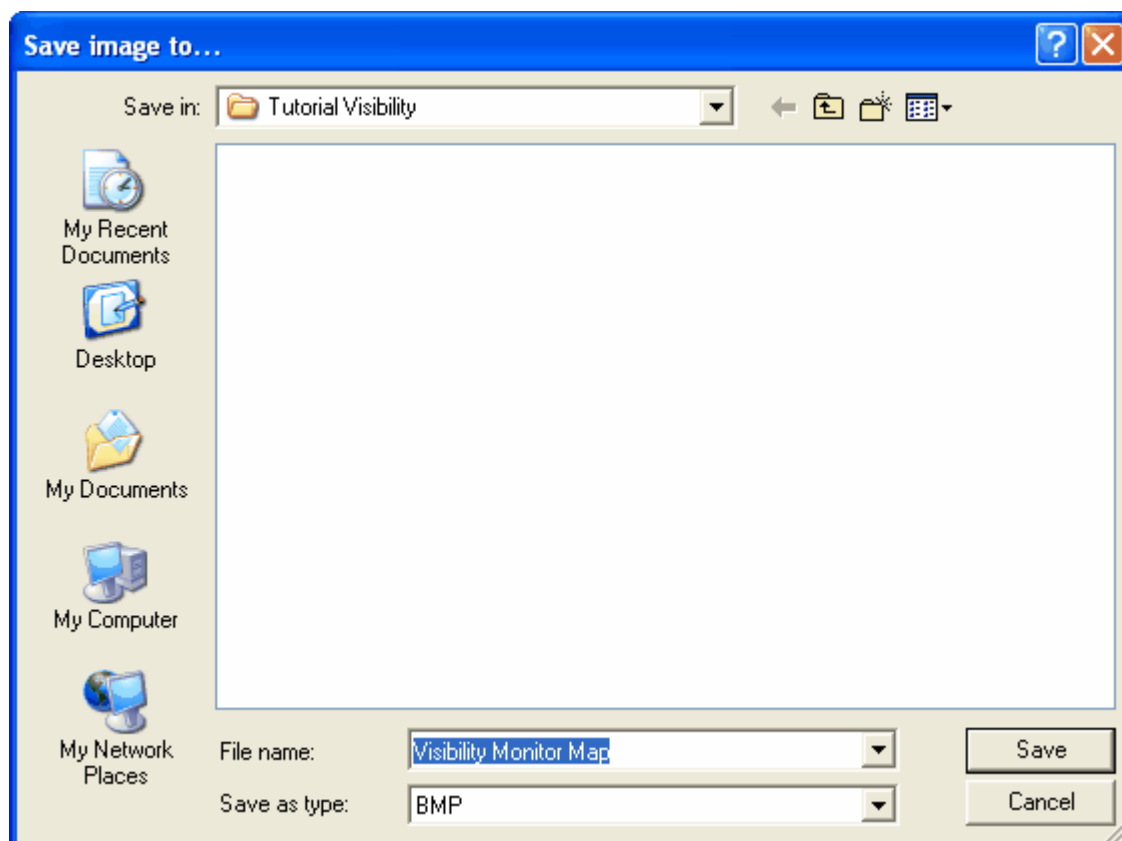 Save image to...
Save in: Tutorial Visibility
My Recent
Documents
Desktop
My Documents
My Computer
My Network
Places
File name: Visibility Monitor Map Save
Save as type: BMP Cancel